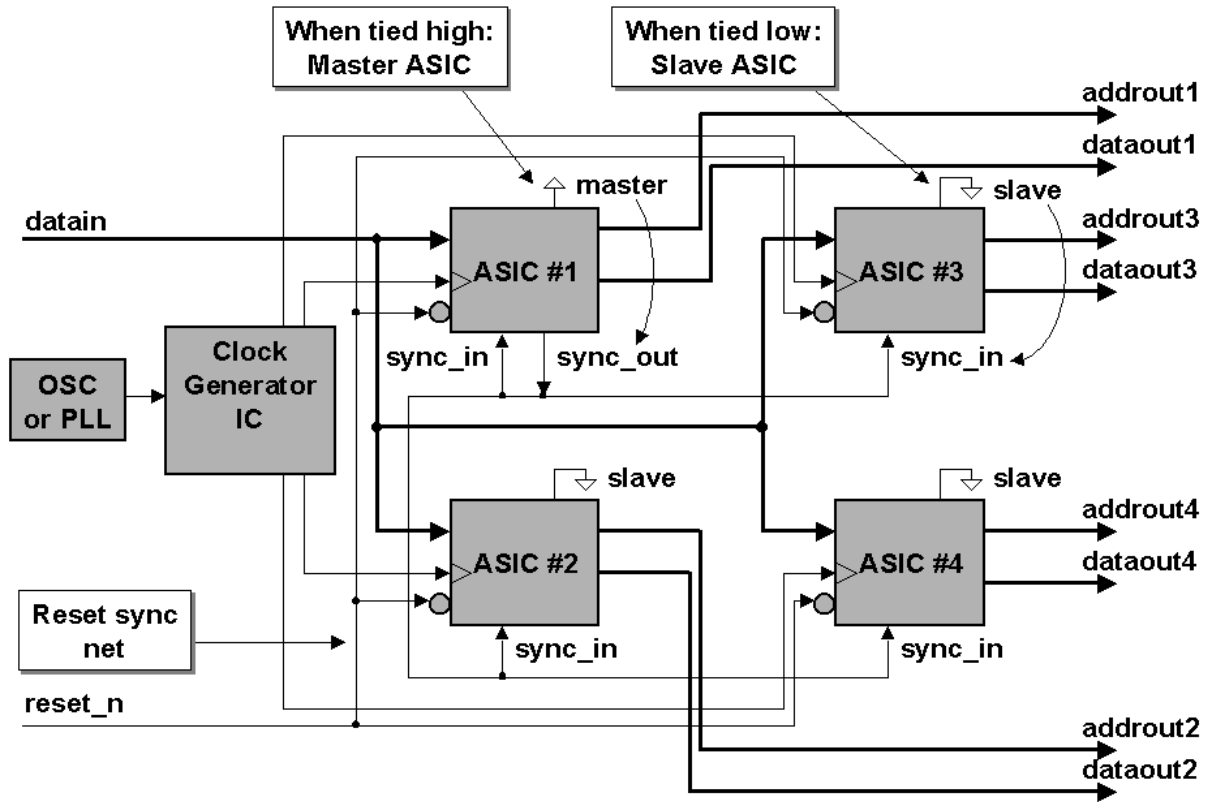 When tied high:
Master ASIC
When tied low:
Slave ASIC
addrout1
dataout1
master
slave
datain
addrout3
ASIC #1
ASIC #3
dataout3
sync_in
sync_out
sync_in
Clock
Generator
IC
OSC
or PLL
slave
slave
addrout4
ASIC #2
ASIC #4
dataout4
Reset sync
net
sync_in
sync_in
reset_n
addrout2
dataout2